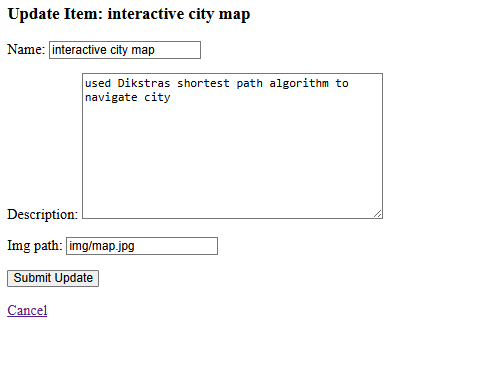 Update Item: interactive city map
Name: interactive city map
used Dikstras shortest path algorithm to
navigate city
Description:
Img path: img/map.jpg
Submit Update
Cancel